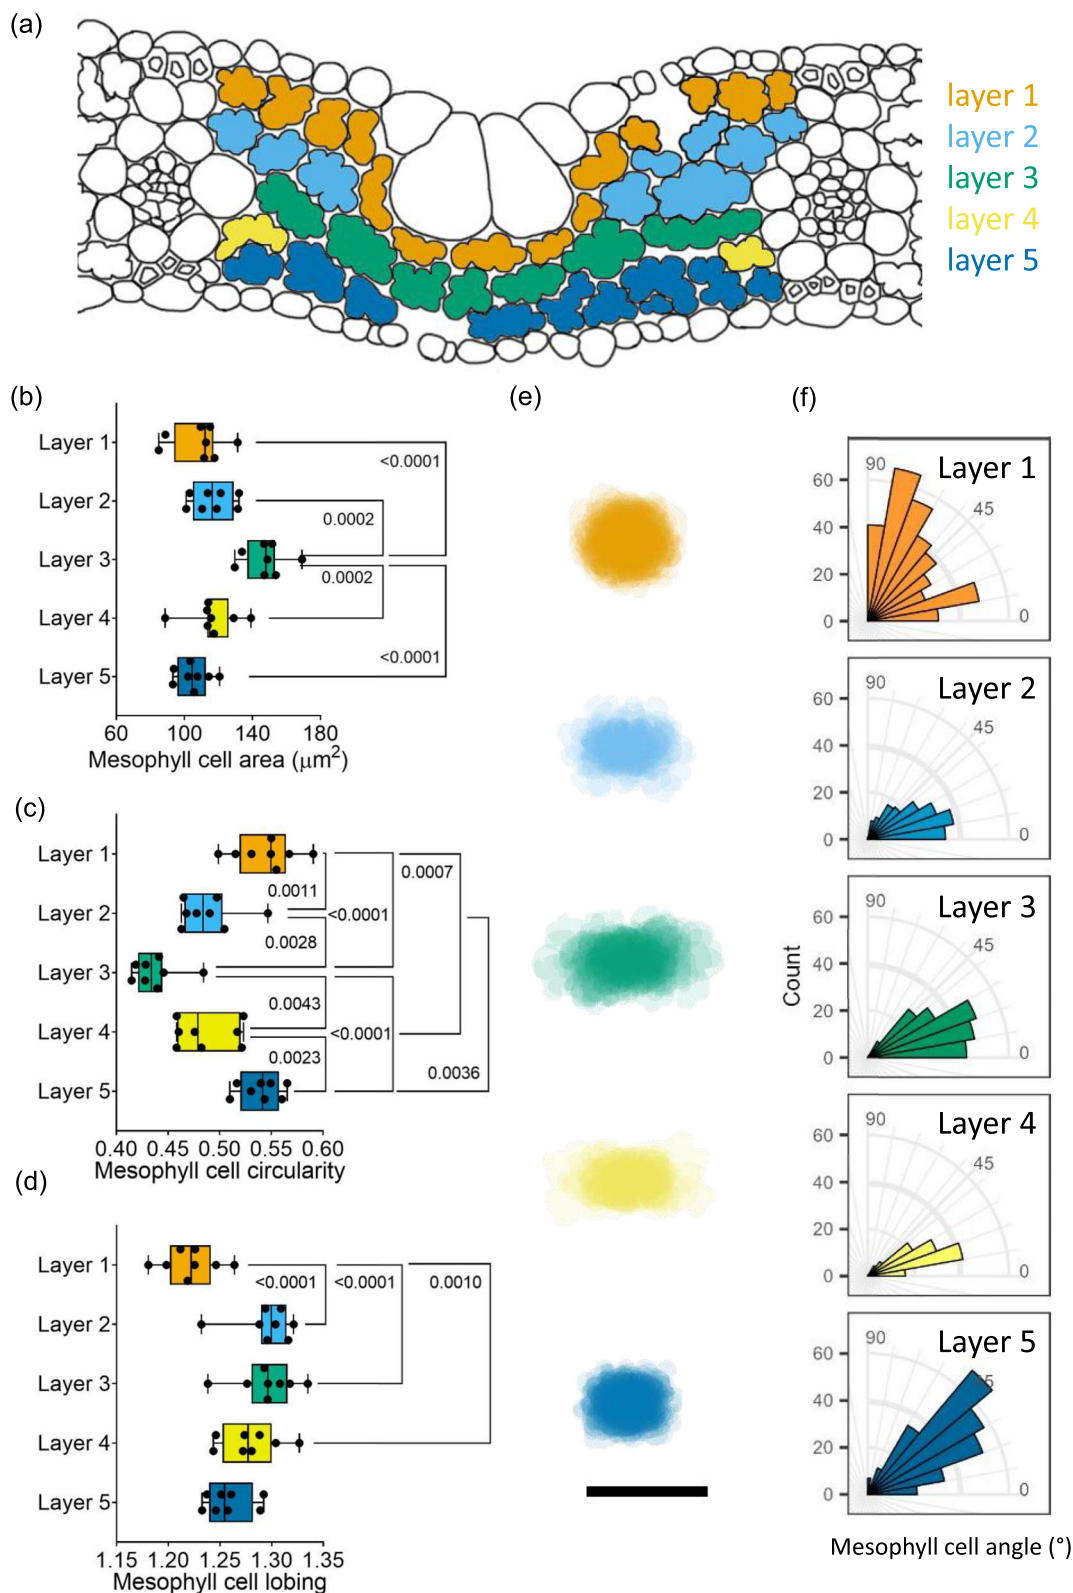 (a)
layer 1
layer 2
layer 3
layer 4
layer 5
(b)
Layer 1
Layer 2
Layer 3
Layer 4
Layer 5
<0.0001
0.0002
0.0002
<0.0001
60 100 140 180
Mesophyll cell area (μm²)
(c)
Layer 1
Layer 2
Layer 3
Layer 4
Layer 5
0.0011
0.0007
<0.0001
0.0028
0.0043
<0.0001
0.0023
0.0036
0.40 0.45 0.50 0.55 0.60
Mesophyll cell circularity
(d)
Layer 1
Layer 2
Layer 3
Layer 4
Layer 5
<0.0001 <0.0001 0.0010
1.15 1.20 1.25 1.30 1.35
Mesophyll cell lobing
(e)
(f)
Layer 1
90
45
0
60
40
20
0
Layer 2
90
45
0
60
40
20
0
Layer 3
90
45
0
60
40
20
0
Count
Layer 4
90
45
0
60
40
20
0
Layer 5
90
0
60
40
20
0
Mesophyll cell angle (°)